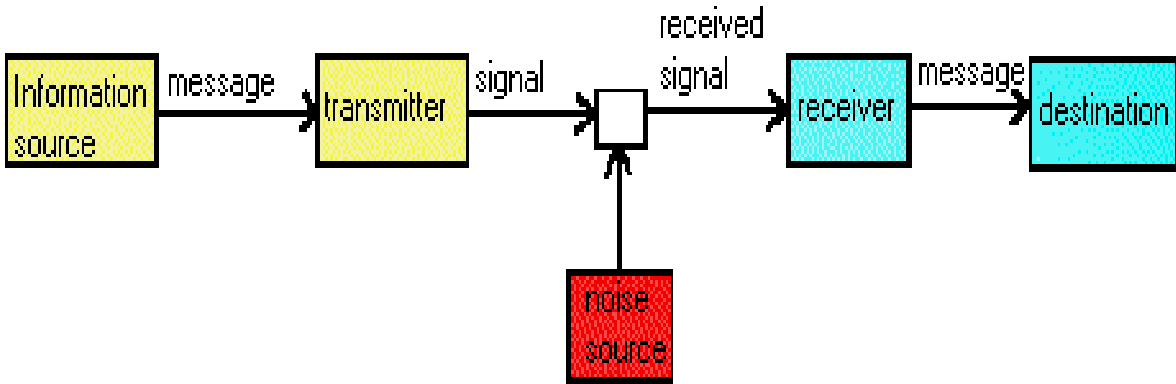 Information
source
message
transmitter
signal
received
signal
receiver
message
destination
noise
source